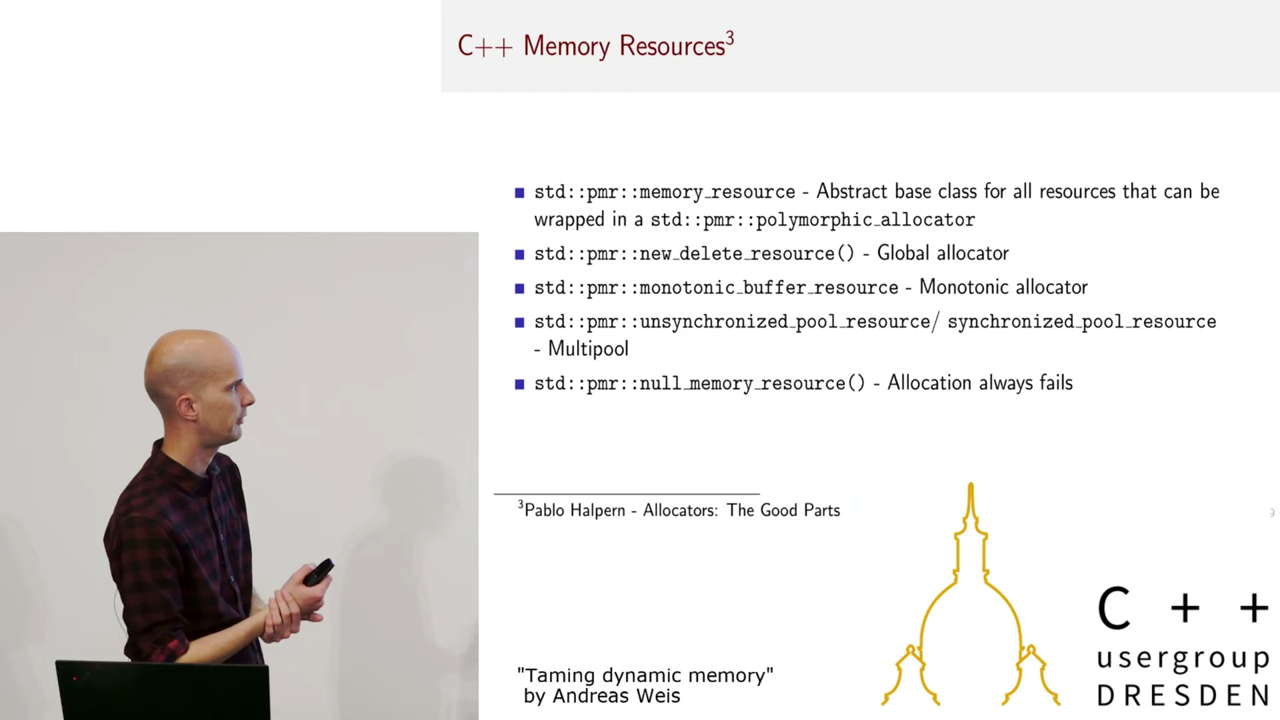 C++ Memory Resources3
std::pmr::memory_resource - Abstract base class for all resources that can be
wrapped in a std::pmr::polymorphic_allocator
std::pmr::new_delete_resource() - Global allocator
std::pmr::monotonic_buffer_resource - Monotonic allocator
std::pmr::unsynchronized_pool_resource/ synchronized_pool_resource
- Multipool
std::pmr::null_memory_resource() - Allocation always fails
3Pablo Halpern - Allocators: The Good Parts
9
"Taming dynamic memory"
by Andreas Weis
C + +
usergroup
DRESDEN